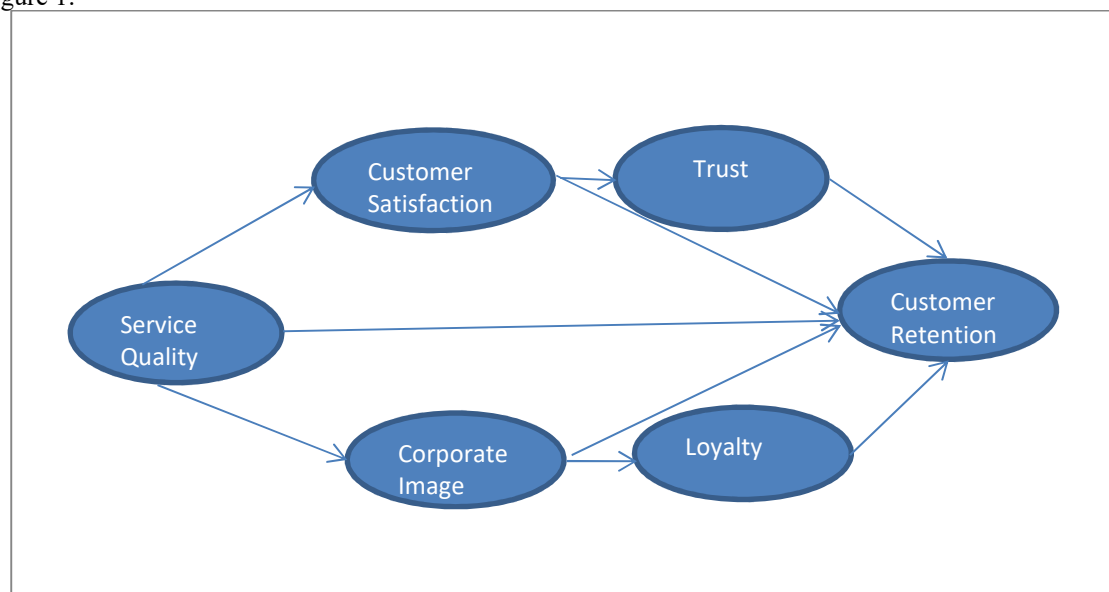 gure 1.
Customer
Satisfaction
Trust
Service
Quality
Customer
Retention
Corporate
Image
Loyalty